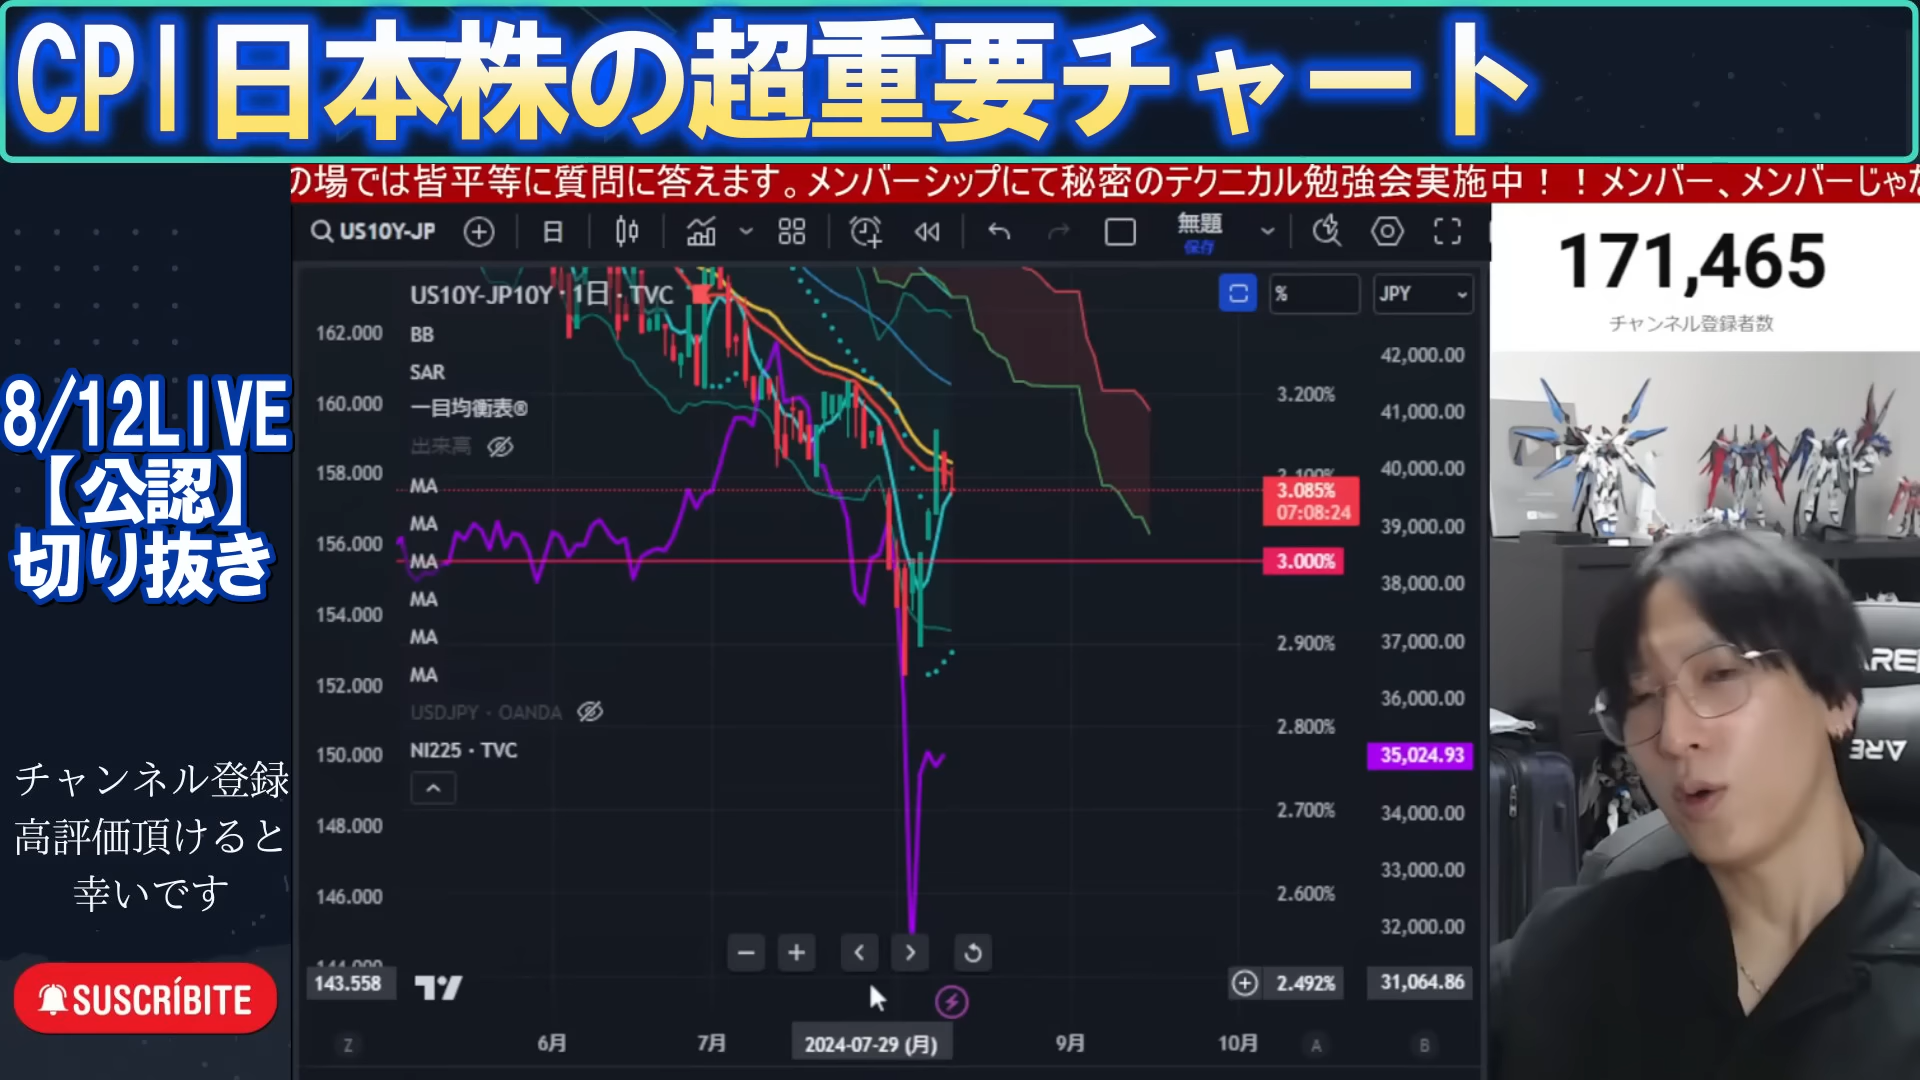 CPI日本株の超重要チャート
の場では皆平等に質問に答えます。メンバーシップにて秘密のテクニカル勉強会実施中！！メンバー、メンバーじゃな
8/12LIVE
【公認】
切り抜き
チャンネル登録
高評価頂けると
幸いです
SUSCRÍBITE
US10Y-JP
日
無題
保存
US10Y-JP10Y · 1日 · TVC
BB
SAR
一目均衡表®
出来高
MA
MA
MA
MA
MA
MA
USDJPY · OANDA
NI225 · TVC
%
JPY
162.000
160.000
158.000
156.000
154.000
152.000
150.000
148.000
146.000
144.000
143.558
3.200%
3.100%
3.085%
07:08:24
3.000%
2.900%
2.800%
2.700%
2.600%
2.492%
42,000.00
41,000.00
40,000.00
39,000.00
38,000.00
37,000.00
36,000.00
35,024.93
34,000.00
33,000.00
32,000.00
31,064.86
Z
6月
7月
2024-07-29 (月)
9月
10月
A
B
171,465
チャンネル登録者数